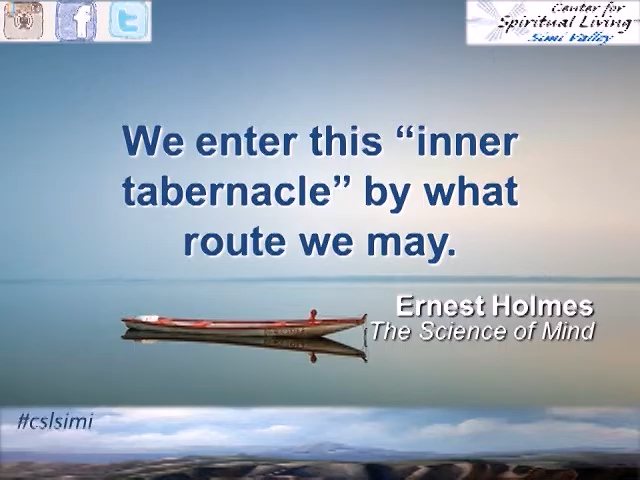 Center for
Spiritual Living
Simi Valley
We enter this “inner
tabernacle” by what
route we may.
Ernest Holmes
The Science of Mind
#cslsimi